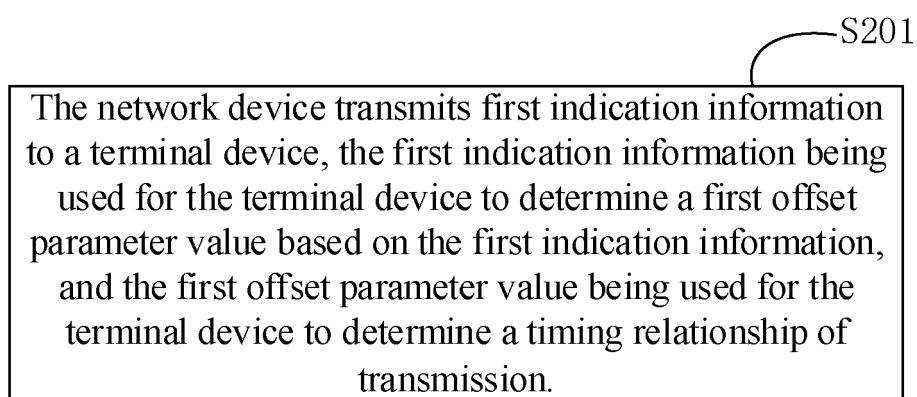 S201
The network device transmits first indication information
to a terminal device, the first indication information being
used for the terminal device to determine a first offset
parameter value based on the first indication information,
and the first offset parameter value being used for the
terminal device to determine a timing relationship of
transmission.